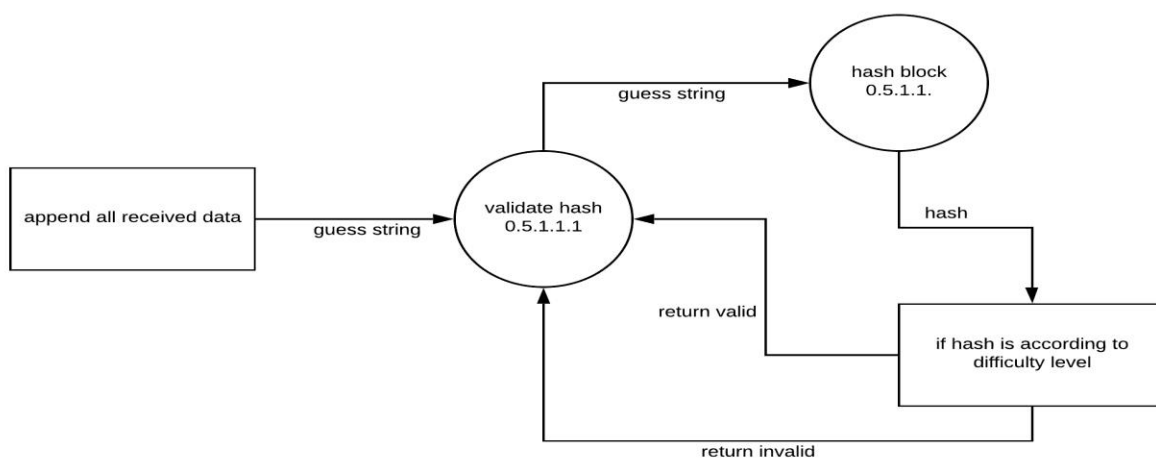 hash block
0.5.1.1.
guess string
append all received data
guess string
validate hash
0.5.1.1.1
hash
return valid
if hash is according to
difficulty level
return invalid